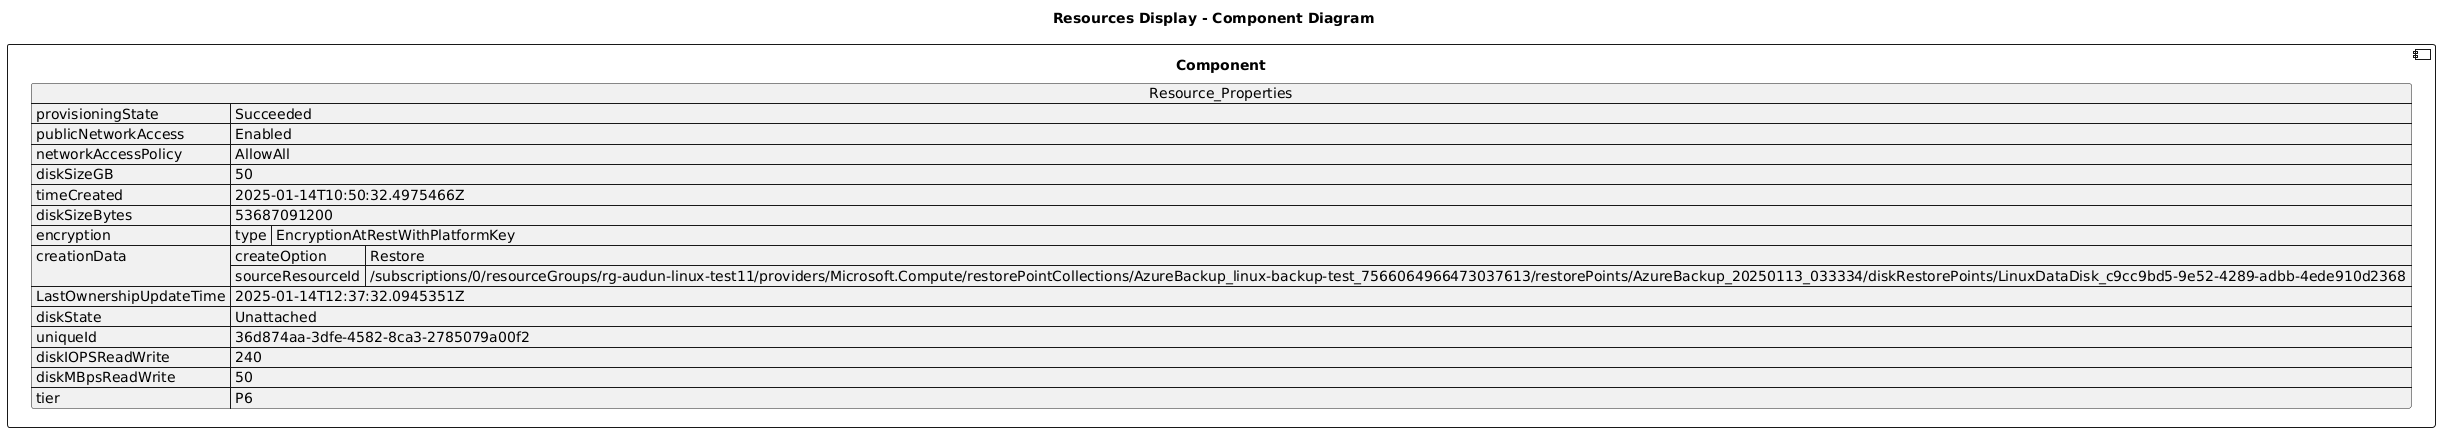 Resources Display - Component Diagram
Component
Resource_Properties
provisioningState Succeeded
publicNetworkAccess Enabled
networkAccessPolicy AllowAll
diskSizeGB 50
timeCreated 2025-01-14T10:50:32.4975466Z
diskSizeBytes 53687091200
encryption type EncryptionAtRestWithPlatformKey
creationData createOption Restore
sourceResourceId /subscriptions/0/resourceGroups/rg-audun-linux-test11/providers/Microsoft.Compute/restorePointCollections/AzureBackup_linux-backup-test_7566064966473037613/restorePoints/AzureBackup_20250113_033334/diskRestorePoints/LinuxDataDisk_c9cc9bd5-9e52-4289-adbb-4ede910d2368
LastOwnershipUpdateTime 2025-01-14T12:37:32.0945351Z
diskState Unattached
uniqueId 36d874aa-3dfe-4582-8ca3-2785079a00f2
diskIOPSReadWrite 240
diskMBpsReadWrite 50
tier P6